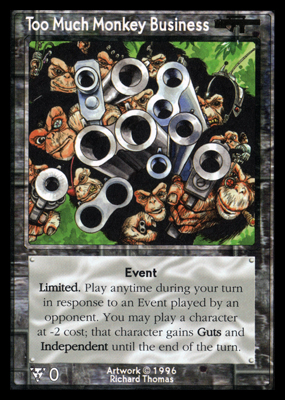 Too Much Monkey Business
Event
Limited. Play anytime during your turn
in response to an Event played by an
opponent. You may play a character
at -2 cost; that character gains Guts and
Independent until the end of the turn.
0
Artwork © 1996
Richard Thomas